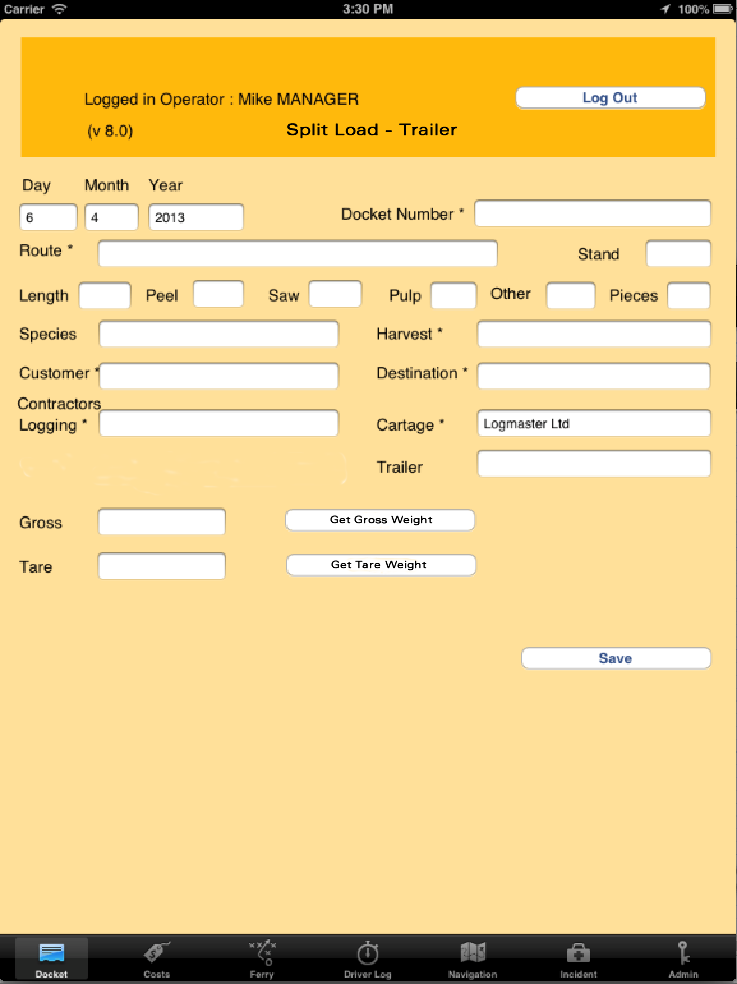 Carrier 3:30 PM 100%
Logged in Operator : Mike MANAGER Log Out
(v 8.0) Split Load - Trailer
Day Month Year
6 4 2013 Docket Number *
Route * Stand
Length Peel Saw Pulp Other Pieces
Species Harvest *
Customer * Destination *
Contractors
Logging * Cartage * Logmaster Ltd
Trailer
Gross Get Gross Weight
Tare Get Tare Weight
Save
Docket Costs Ferry Driver Log Navigation Incident Admin